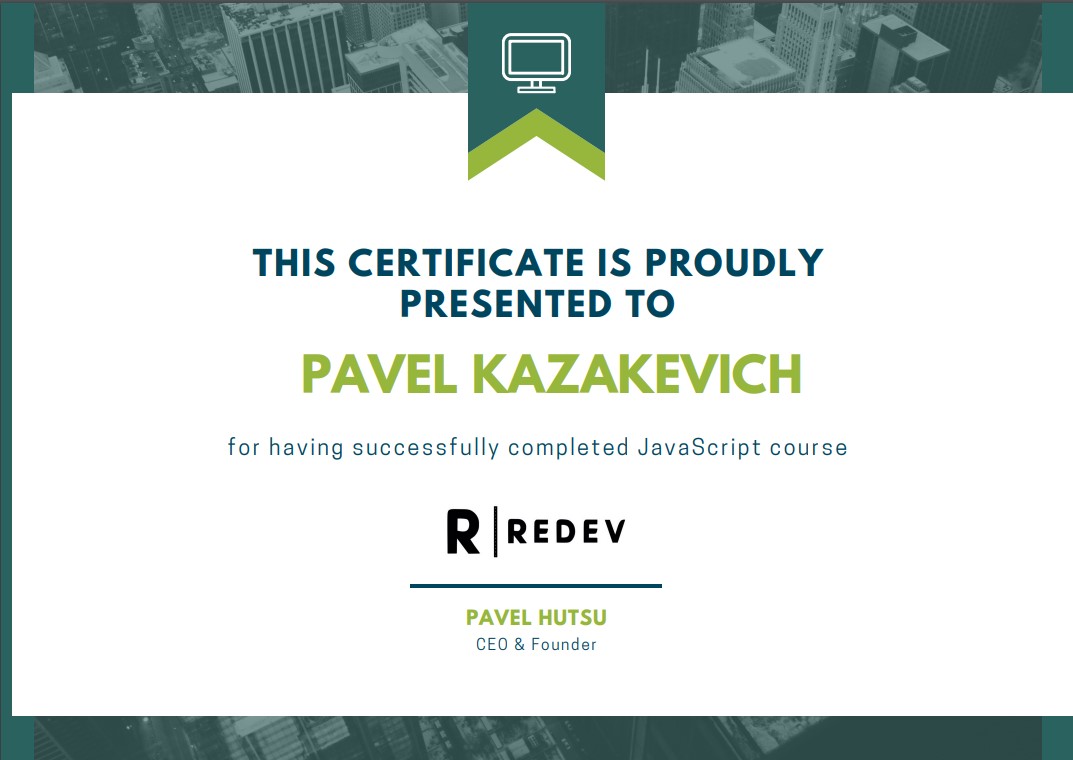 THIS CERTIFICATE IS PROUDLY
PRESENTED TO
PAVEL KAZAKEVICH
for having successfully completed JavaScript course
R | REDEV
PAVEL HUTSU
CEO & Founder